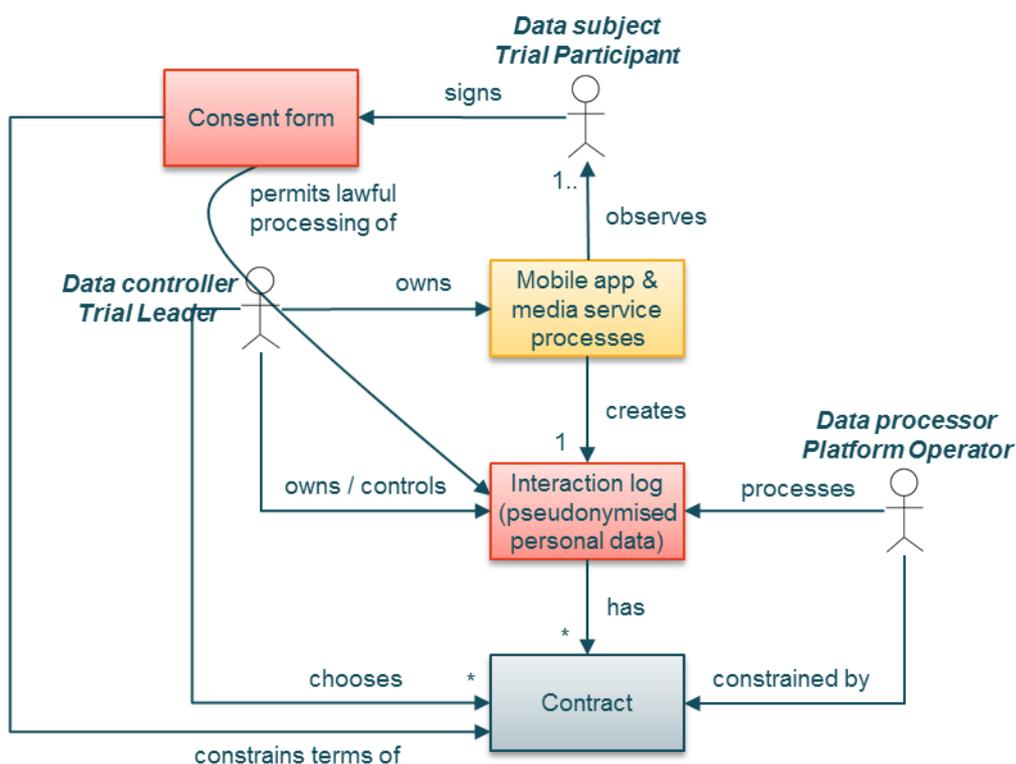 Data subject
Trial Participant
signs
Consent form
permits lawful
processing of
1..
observes
Data controller
Trial Leader
owns
Mobile app &
media service
processes
creates
1
Data processor
Platform Operator
owns / controls
Interaction log
(pseudonymised
personal data)
processes
has
*
chooses
*
Contract
constrained by
constrains terms of